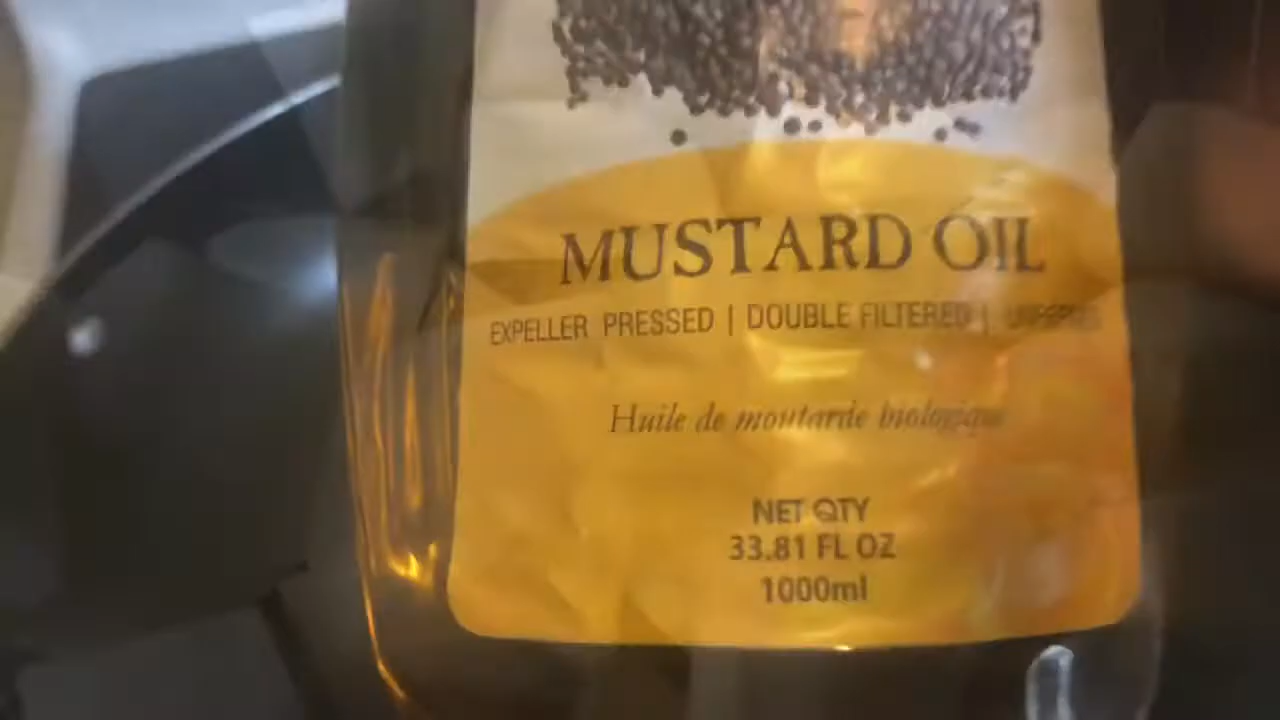 MUSTARD OIL
EXPELLER PRESSED | DOUBLE FILTERED |
Huile de moutarde biologique
NET QTY
33.81 FL OZ
1000ml